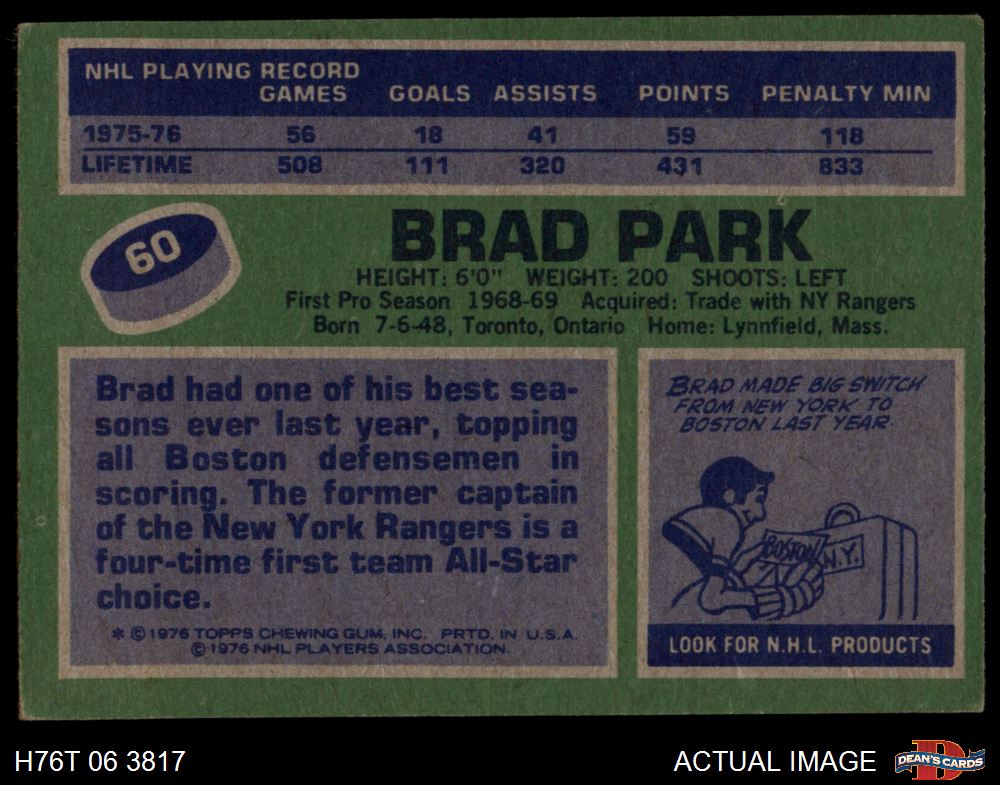 NHL PLAYING RECORD
GAMES GOALS ASSISTS POINTS PENALTY MIN
1975-76 56 18 41 59 118
LIFETIME 508 111 320 431 833
60
BRAD PARK
HEIGHT: 6'0" WEIGHT: 200 SHOOTS: LEFT
First Pro Season 1968-69 Acquired: Trade with NY Rangers
Born 7-6-48, Toronto, Ontario Home: Lynnfield, Mass.
Brad had one of his best sea-
sons ever last year, topping
all Boston defensemen in
scoring. The former captain
of the New York Rangers is a
four-time first team All-Star
choice.
* © 1976 TOPPS CHEWING GUM, INC. PRTD. IN U.S.A.
© 1976 NHL PLAYERS ASSOCIATION.
BRAD MADE BIG SWITCH
FROM NEW YORK TO
BOSTON LAST YEAR.
BOSTON
N.Y.
LOOK FOR N.H.L. PRODUCTS
H76T 06 3817
ACTUAL IMAGE
D
DEAN'S CARDS